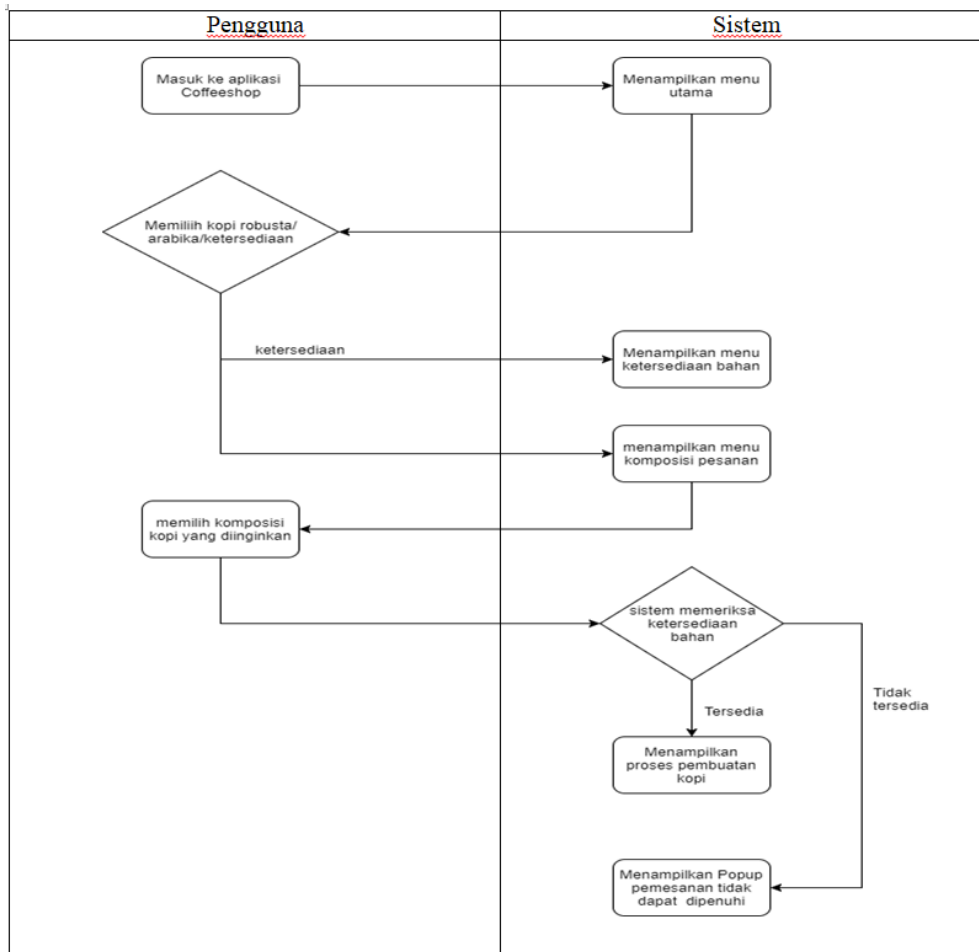 Pengguna
Sistem
Masuk ke aplikasi
Coffeeshop
Menampilkan menu
utama
Memiliih kopi robusta/
arabika/ketersediaan
ketersediaan
Menampilkan menu
ketersediaan bahan
menampilkan menu
komposisi pesanan
memilih komposisi
kopi yang diinginkan
sistem memeriksa
ketersediaan
bahan
Tidak
tersedia
Tersedia
Menampilkan
proses pembuatan
kopi
Menampilkan Popup
pemesanan tidak
dapat dipenuhi